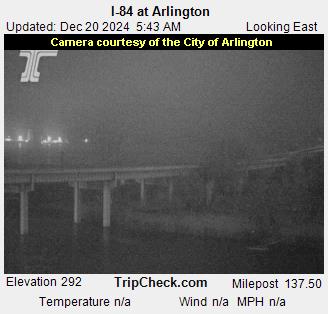 I-84 at Arlington
Updated: Dec 20 2024 5:43 AM Looking East
Camera courtesy of the City of Arlington
Elevation 292 TripCheck.com Milepost 137.50
Temperature n/a Wind n/a MPH n/a